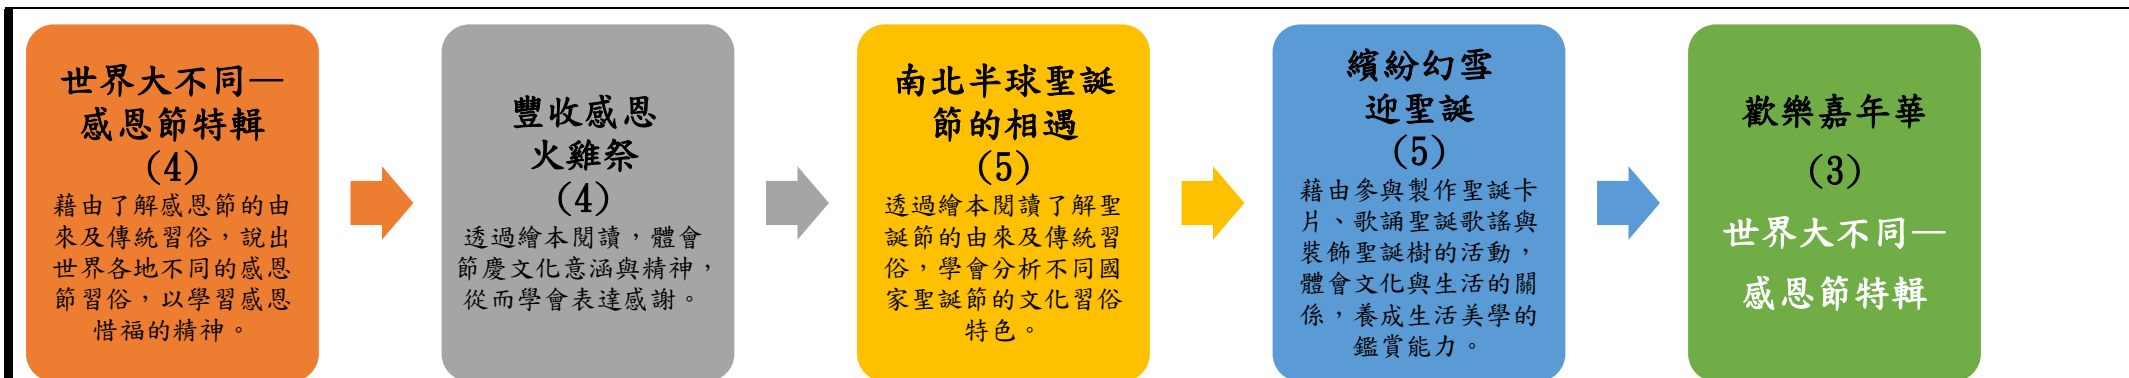 世界大不同—
感恩節特輯
(4)
藉由了解感恩節的由
來及傳統習俗，說出
世界各地不同的感恩
節習俗，以學習感恩
惜福的精神。
豐收感恩
火雞祭
(4)
透過繪本閱讀，體會
節慶文化意涵與精神，
從而學會表達感謝。
南北半球聖誕
節的相遇
(5)
透過繪本閱讀了解聖
誕節的由來及傳統習
俗，學會分析不同國
家聖誕節的文化習俗
特色。
繽紛幻雪
迎聖誕
(5)
藉由參與製作聖誕卡
片、歌誦聖誕歌謠與
裝飾聖誕樹的活動，
體會文化與生活的關
係，養成生活美學的
鑑賞能力。
歡樂嘉年華
(3)
世界大不同—
感恩節特輯